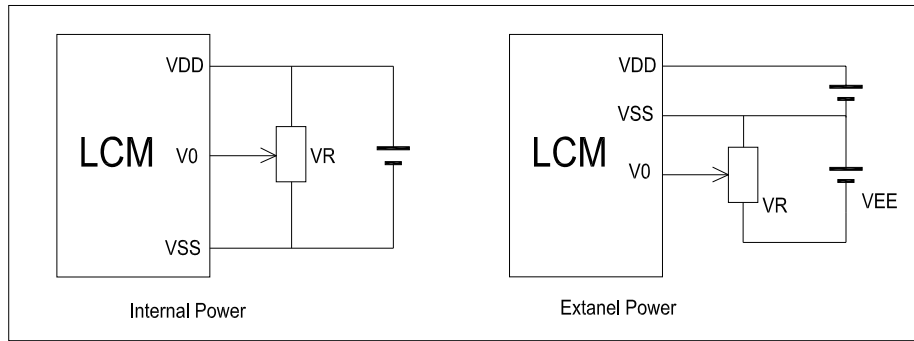 VDD
LCM
V0
VR
VSS
Internal Power
VDD
VSS
LCM
V0
VR
VEE
Extanel Power